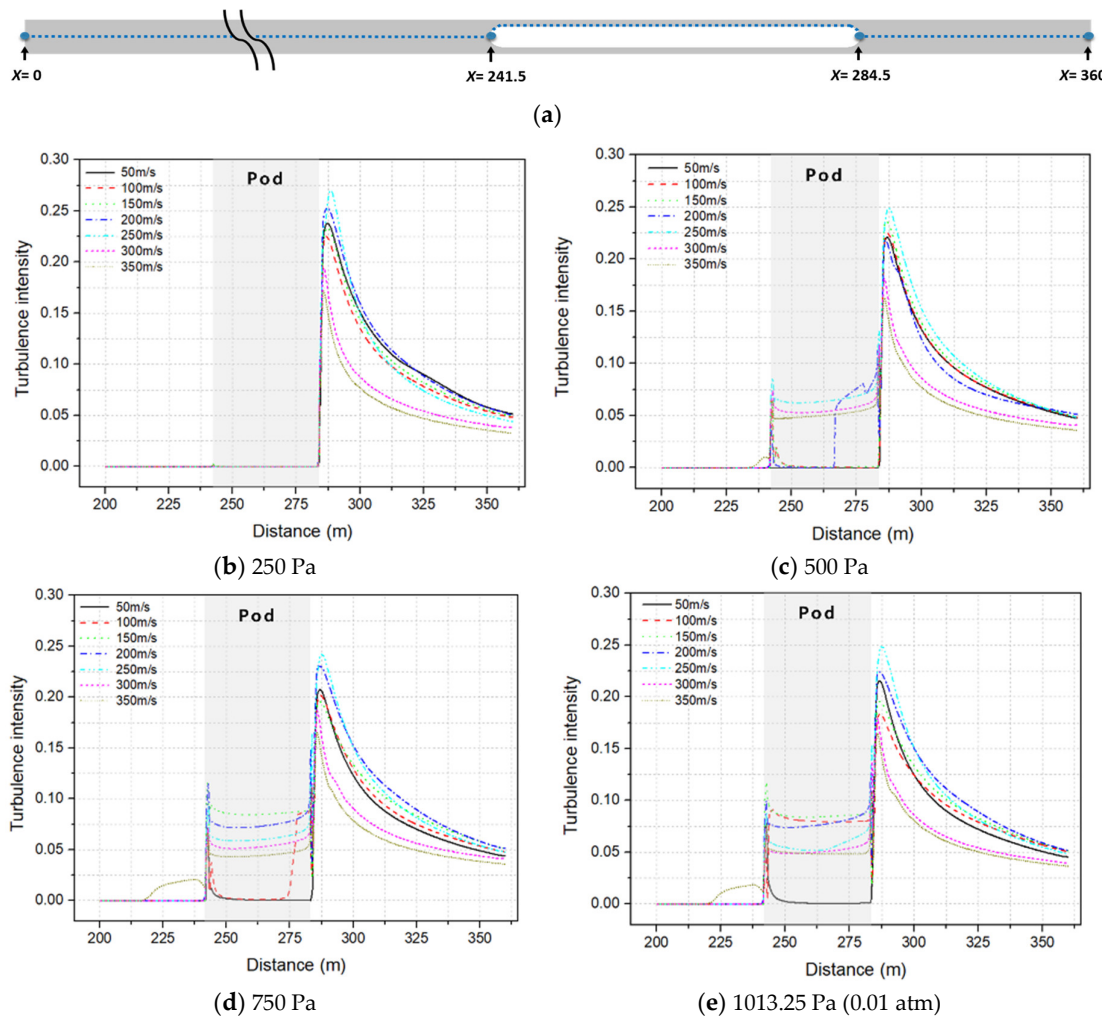 X= 0
X= 241.5
X= 284.5
X= 360
(a)
0.30
0.25
0.20
0.15
0.10
0.05
0.00
Turbulence intensity
50m/s
100m/s
150m/s
200m/s
250m/s
300m/s
350m/s
Pod
200 225 250 275 300 325 350
Distance (m)
(b) 250 Pa
0.30
0.25
0.20
0.15
0.10
0.05
0.00
Turbulence intensity
50m/s
100m/s
150m/s
200m/s
250m/s
300m/s
350m/s
Pod
200 225 250 275 300 325 350
Distance (m)
(c) 500 Pa
0.30
0.25
0.20
0.15
0.10
0.05
0.00
Turbulence intensity
50m/s
100m/s
150m/s
200m/s
250m/s
300m/s
350m/s
Pod
200 225 250 275 300 325 350
Distance (m)
(d) 750 Pa
0.30
0.25
0.20
0.15
0.10
0.05
0.00
Turbulence intensity
50m/s
100m/s
150m/s
200m/s
250m/s
300m/s
350m/s
Pod
200 225 250 275 300 325 350
Distance (m)
(e) 1013.25 Pa (0.01 atm)